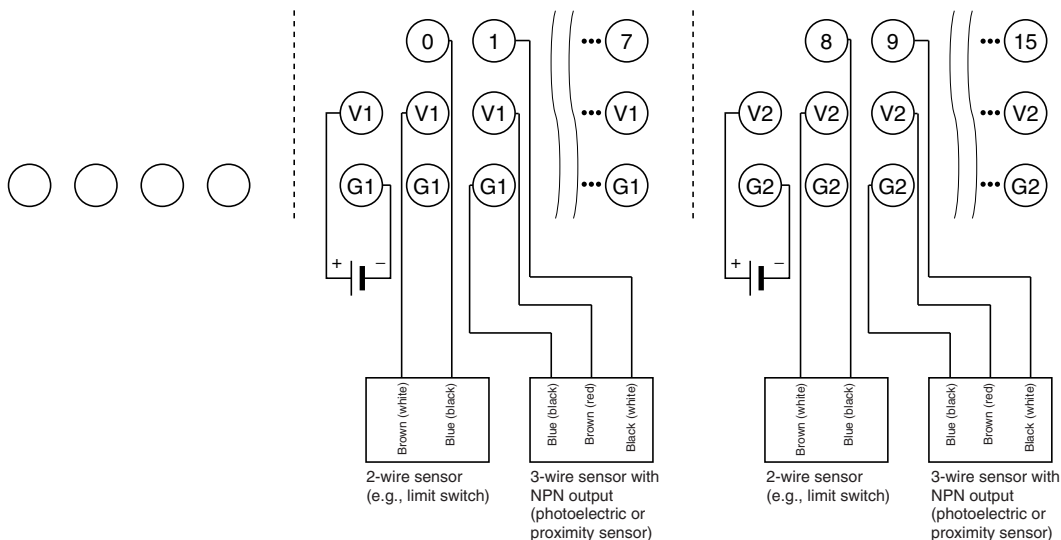 0 1 ••• 7 8 9 ••• 15
V1 V1 V1 ••• V1 V2 V2 V2 ••• V2
G1 G1 G1 ••• G1 G2 G2 G2 ••• G2
+ − + −
Brown (white)
Blue (black)
Blue (black)
Brown (red)
Black (white)
Brown (white)
Blue (black)
Blue (black)
Brown (red)
Black (white)
2-wire sensor
(e.g., limit switch)
3-wire sensor with
NPN output
(photoelectric or
proximity sensor)
2-wire sensor
(e.g., limit switch)
3-wire sensor with
NPN output
(photoelectric or
proximity sensor)